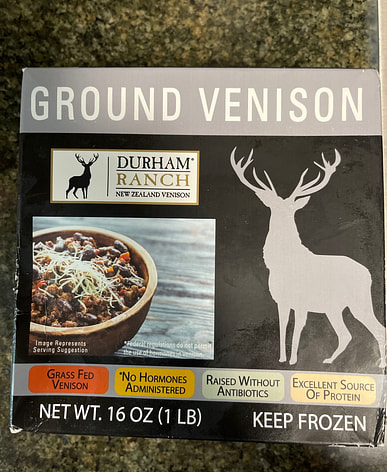 GROUND VENISON
DURHAM*
RANCH
NEW ZEALAND VENISON
Image Represents
Serving Suggestion
*Federal regulations do not permit
the use of hormones in venison.
GRASS FED
VENISON
*NO HORMONES
ADMINISTERED
RAISED WITHOUT
ANTIBIOTICS
EXCELLENT SOURCE
OF PROTEIN
NET WT. 16 OZ (1 LB)
KEEP FROZEN